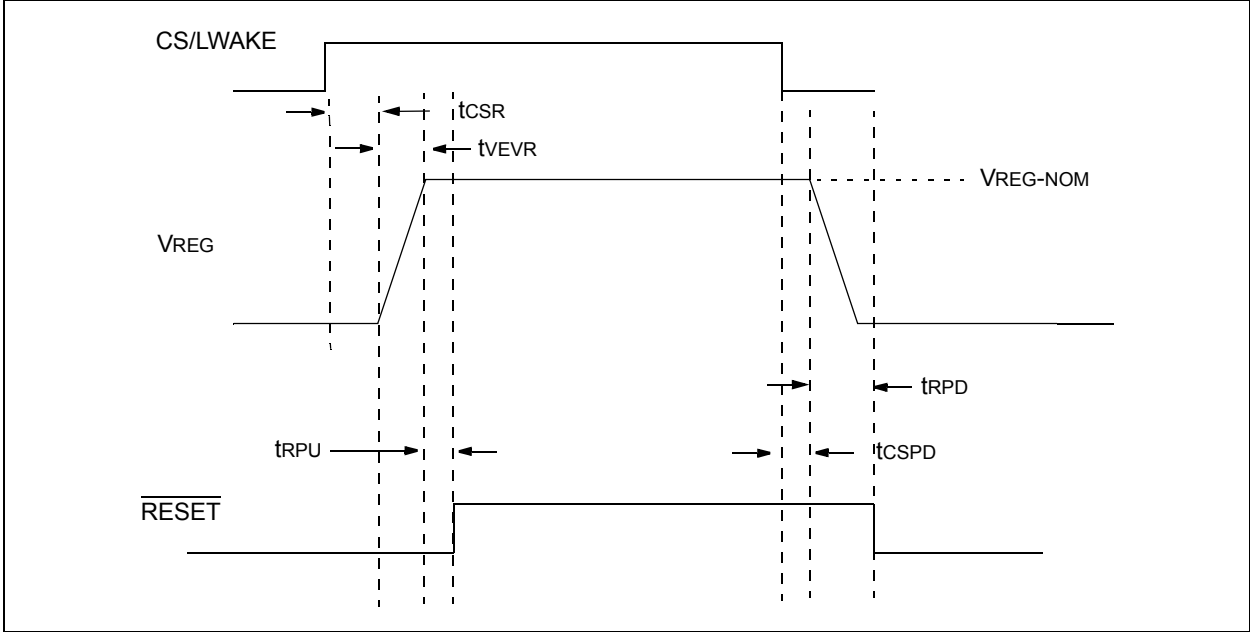 CS/LWAKE
tCSR
tVEVR
VREG-NOM
VREG
tRPD
tRPU
tCSPD
RESET